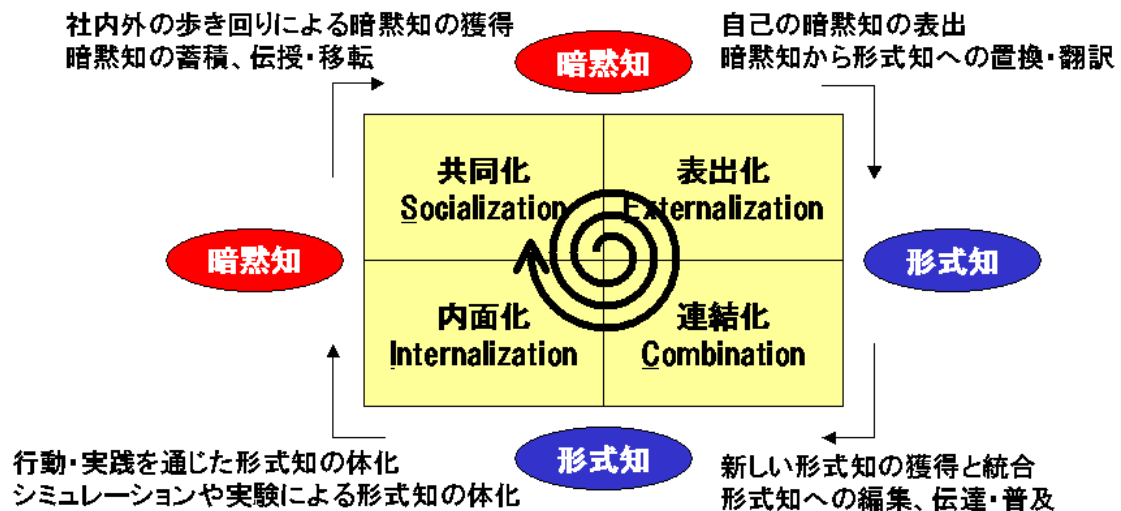 社内外の歩き回りによる暗黙知の獲得
暗黙知の蓄積、伝授・移転
暗黙知
自己の暗黙知の表出
暗黙知から形式知への置換・翻訳
共同化
Socialization
表出化
Externalization
暗黙知
形式知
内面化
Internalization
連結化
Combination
行動・実践を通じた形式知の体化
シミュレーションや実験による形式知の体化
形式知
新しい形式知の獲得と統合
形式知への編集、伝達・普及